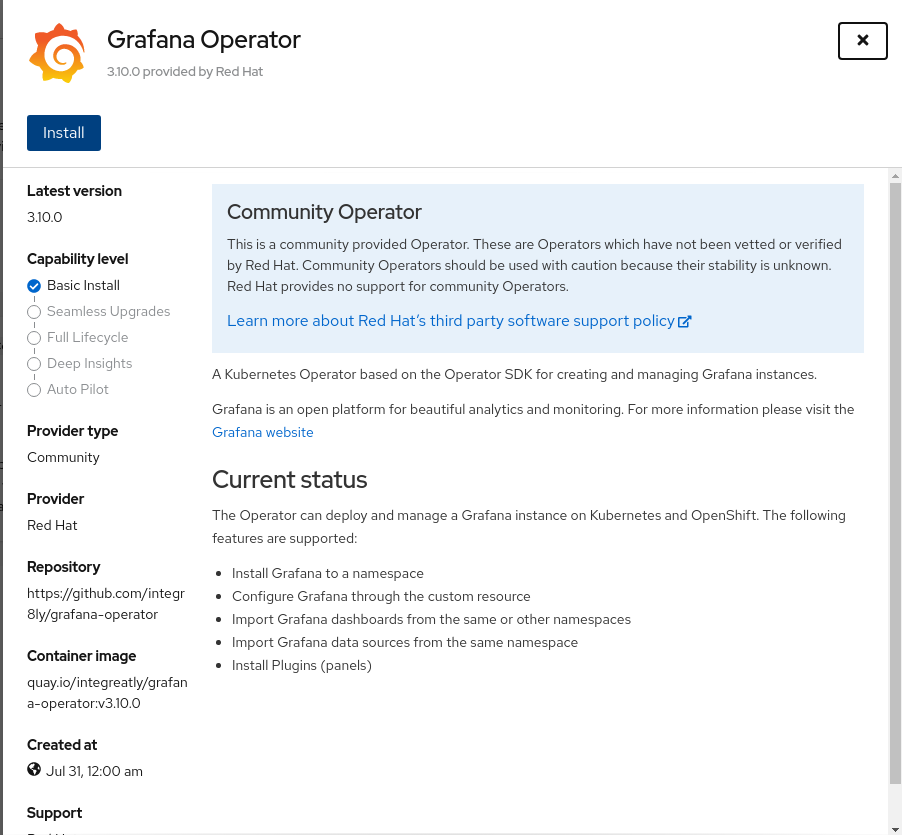 Grafana Operator
3.10.0 provided by Red Hat
Install
Latest version
3.10.0
Capability level
Basic Install
Seamless Upgrades
Full Lifecycle
Deep Insights
Auto Pilot
Provider type
Community
Provider
Red Hat
Repository
https://github.com/integr
8ly/grafana-operator
Container image
quay.io/integreatly/grafan
a-operator:v3.10.0
Created at
Jul 31, 12:00 am
Support
Community Operator
This is a community provided Operator. These are Operators which have not been vetted or verified
by Red Hat. Community Operators should be used with caution because their stability is unknown.
Red Hat provides no support for community Operators.
Learn more about Red Hat’s third party software support policy
A Kubernetes Operator based on the Operator SDK for creating and managing Grafana instances.
Grafana is an open platform for beautiful analytics and monitoring. For more information please visit the
Grafana website
Current status
The Operator can deploy and manage a Grafana instance on Kubernetes and OpenShift. The following
features are supported:
• Install Grafana to a namespace
• Configure Grafana through the custom resource
• Import Grafana dashboards from the same or other namespaces
• Import Grafana data sources from the same namespace
• Install Plugins (panels)